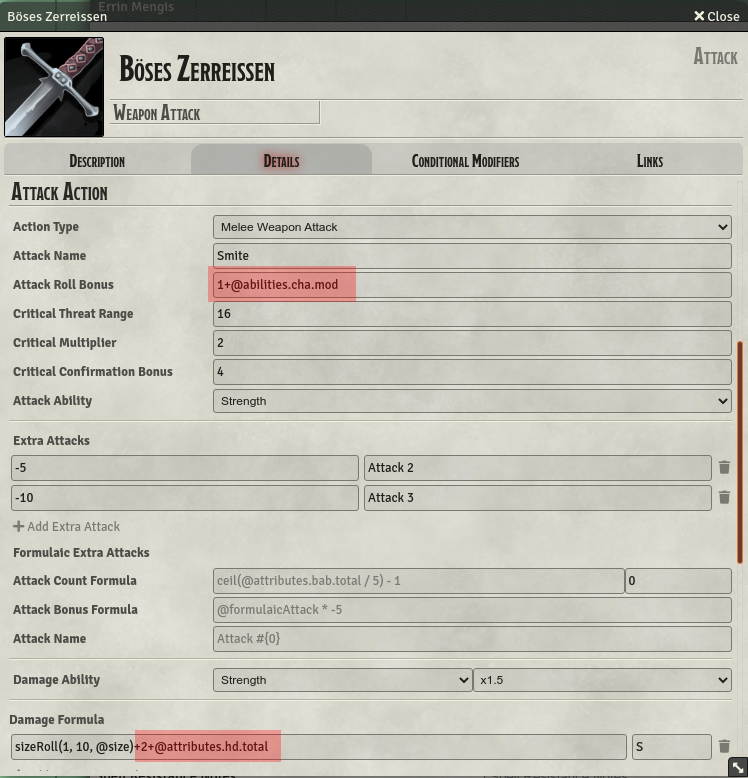 Errin Mengis
Böses Zerreissen
Close
Böses Zerreissen
Attack
Weapon Attack
Description Details Conditional Modifiers Links
Attack Action
Action Type Melee Weapon Attack
Attack Name Smite
Attack Roll Bonus 1+@abilities.cha.mod
Critical Threat Range 16
Critical Multiplier 2
Critical Confirmation Bonus 4
Attack Ability Strength
Extra Attacks
-5 Attack 2
-10 Attack 3
Add Extra Attack
Formulaic Extra Attacks
Attack Count Formula ceil(@attributes.bab.total / 5) - 1 0
Attack Bonus Formula @formulaicAttack * -5
Attack Name Attack #{0}
Damage Ability Strength x1.5
Damage Formula
sizeRoll(1, 10, @size)+2+@attributes.hd.total S